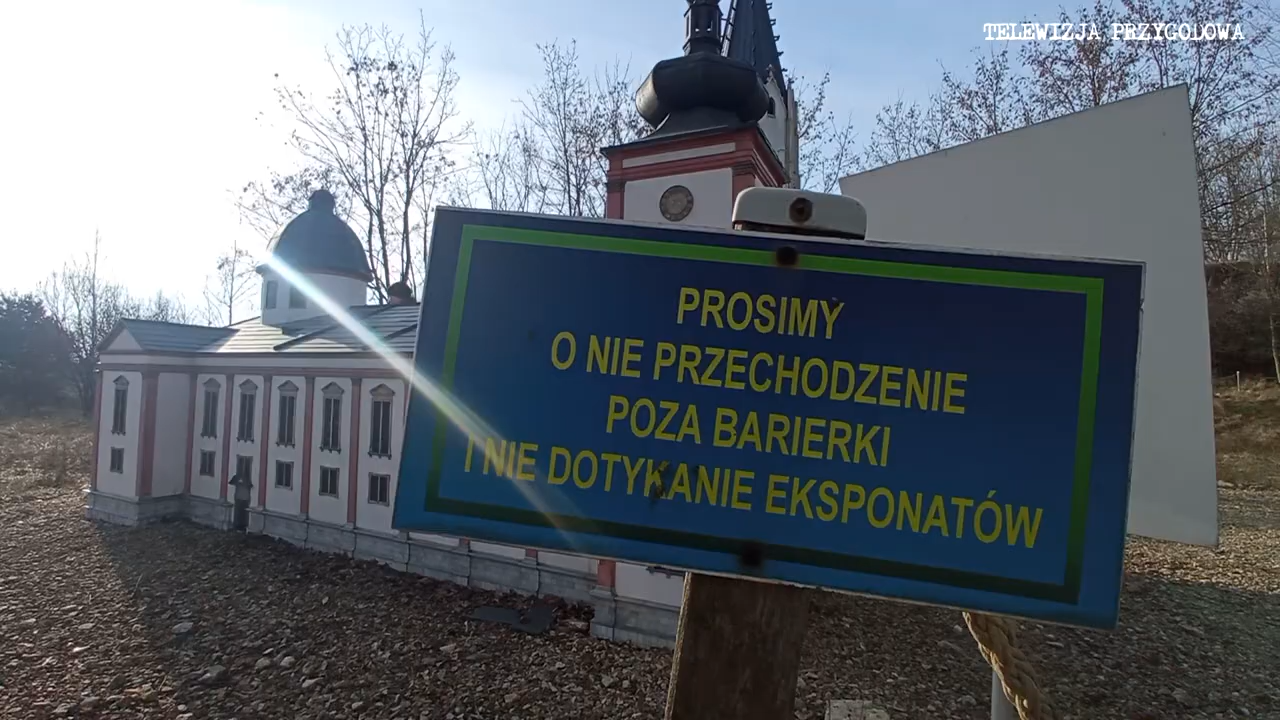 TELEWIZJA PRZYGODOWA
PROSIMY
O NIE PRZECHODZENIE
POZA BARIERKI
I NIE DOTYKANIE EKSPONATÓW